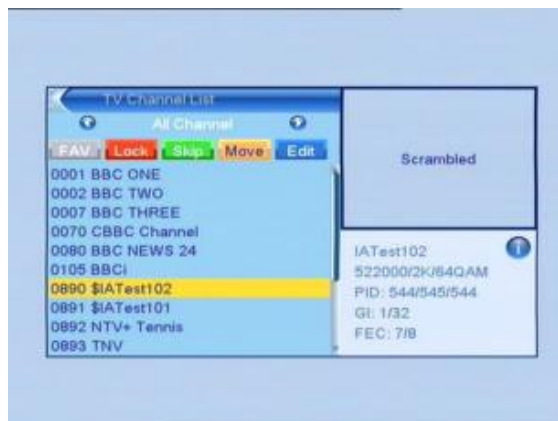 TV Channel List
All Channel
FAV Lock Skip Move Edit
0001 BBC ONE
0002 BBC TWO
0007 BBC THREE
0070 CBBC Channel
0080 BBC NEWS 24
0105 BBCi
0890 $IATest102
0891 $IATest101
0892 NTV+ Tennis
0893 TNV
Scrambled
IATest102
522000/2K/64QAM
PID: 544/545/544
GI: 1/32
FEC: 7/8